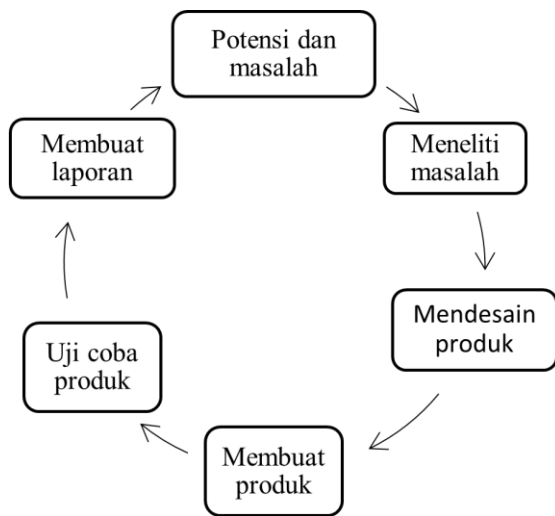 Potensi dan
masalah
Meneliti
masalah
Mendesain
produk
Membuat
produk
Uji coba
produk
Membuat
laporan